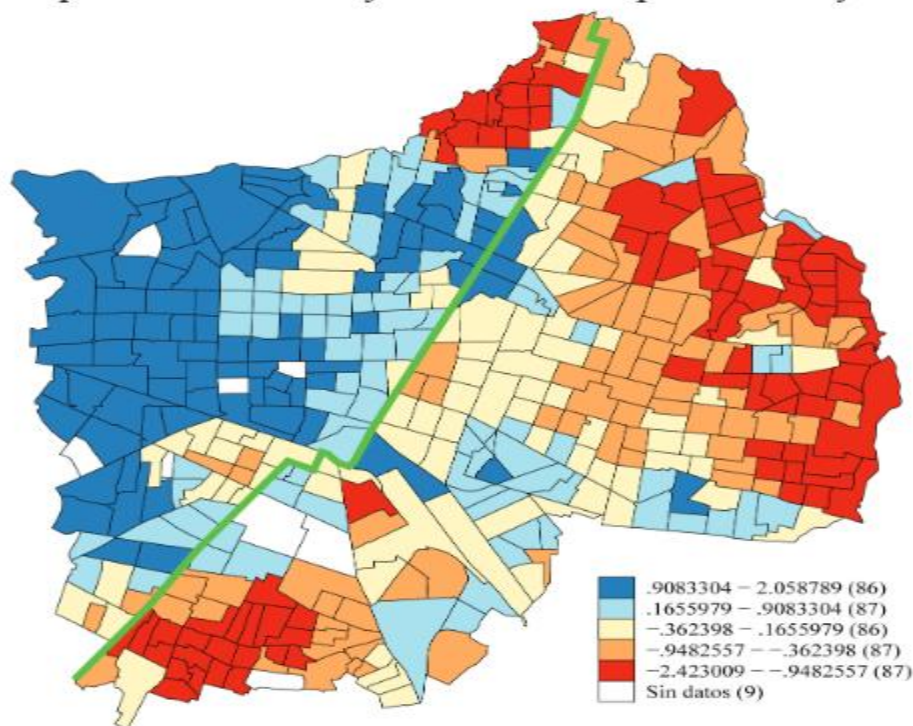 .9083304 − 2.058789 (86)
.1655979 − .9083304 (87)
−.362398 − .1655979 (86)
−.9482557 − −.362398 (87)
−2.423009 − −.9482557 (87)
Sin datos (9)